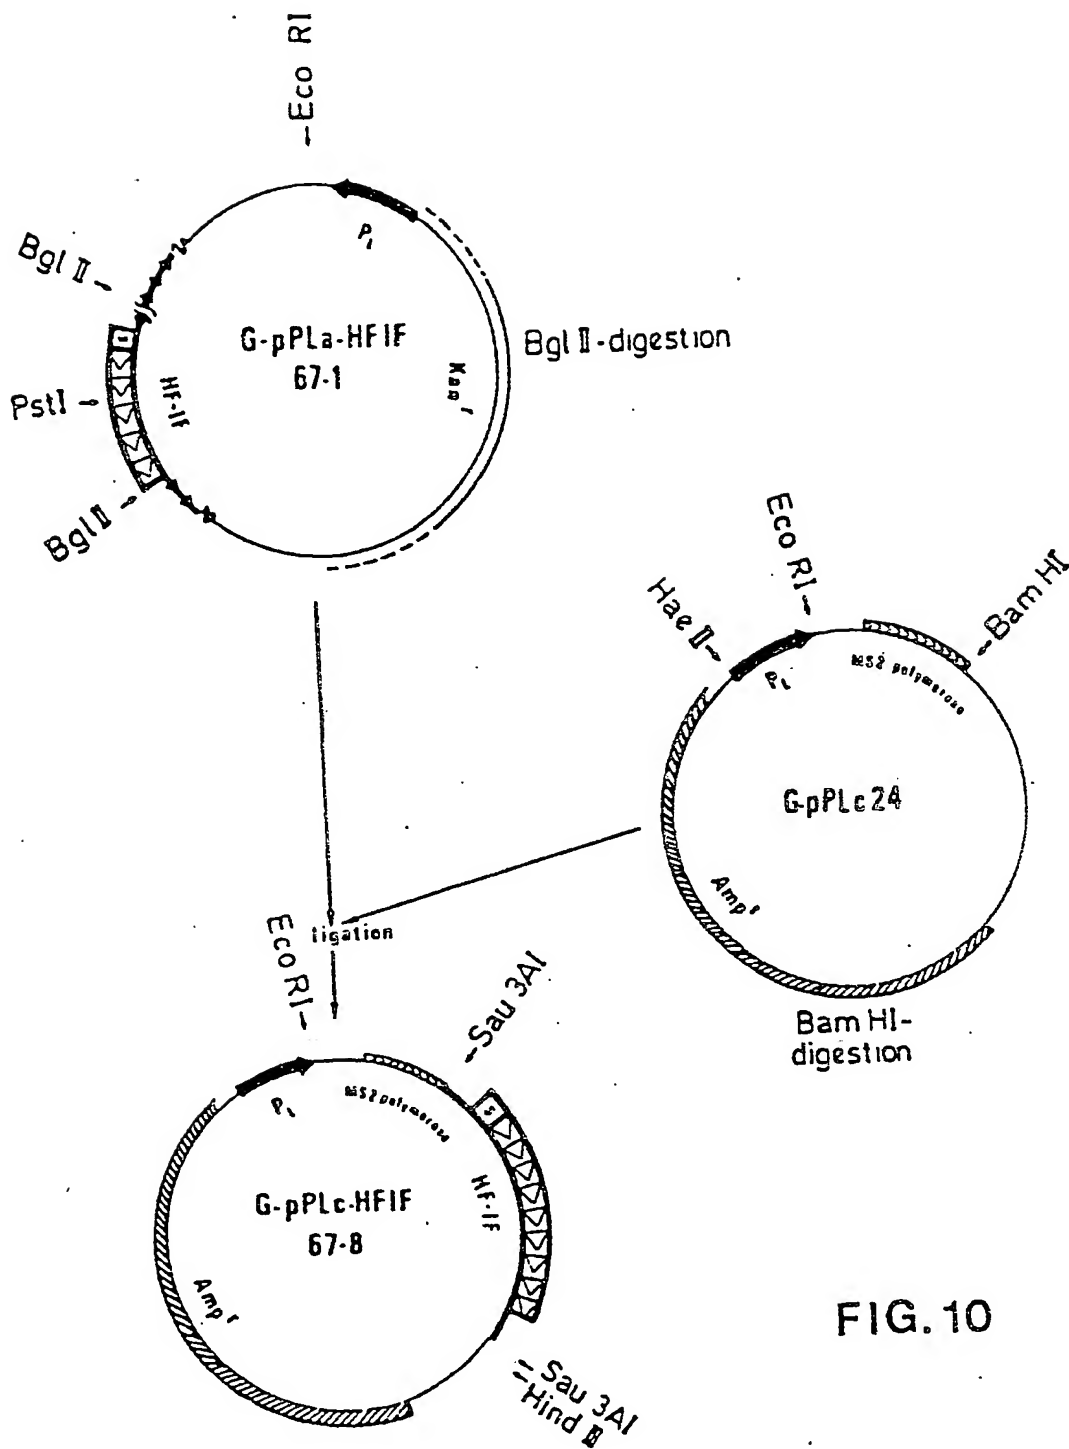 Eco RI
P L
Bgl II
G-pPLa-HFIF
67-1
Bgl II-digestion
Kan r
PstI
HF-IF
Bgl II
Eco RI
Hae II
Bam HI
P L
MS2 polymerase
G-pPLc24
Amp r
Bam HI-
digestion
ligation
Eco RI
Sau 3AI
P L
MS2 polymerase
S
HF-IF
G-pPLc-HFIF
67-8
Amp r
Sau 3AI
Hind III
FIG. 10